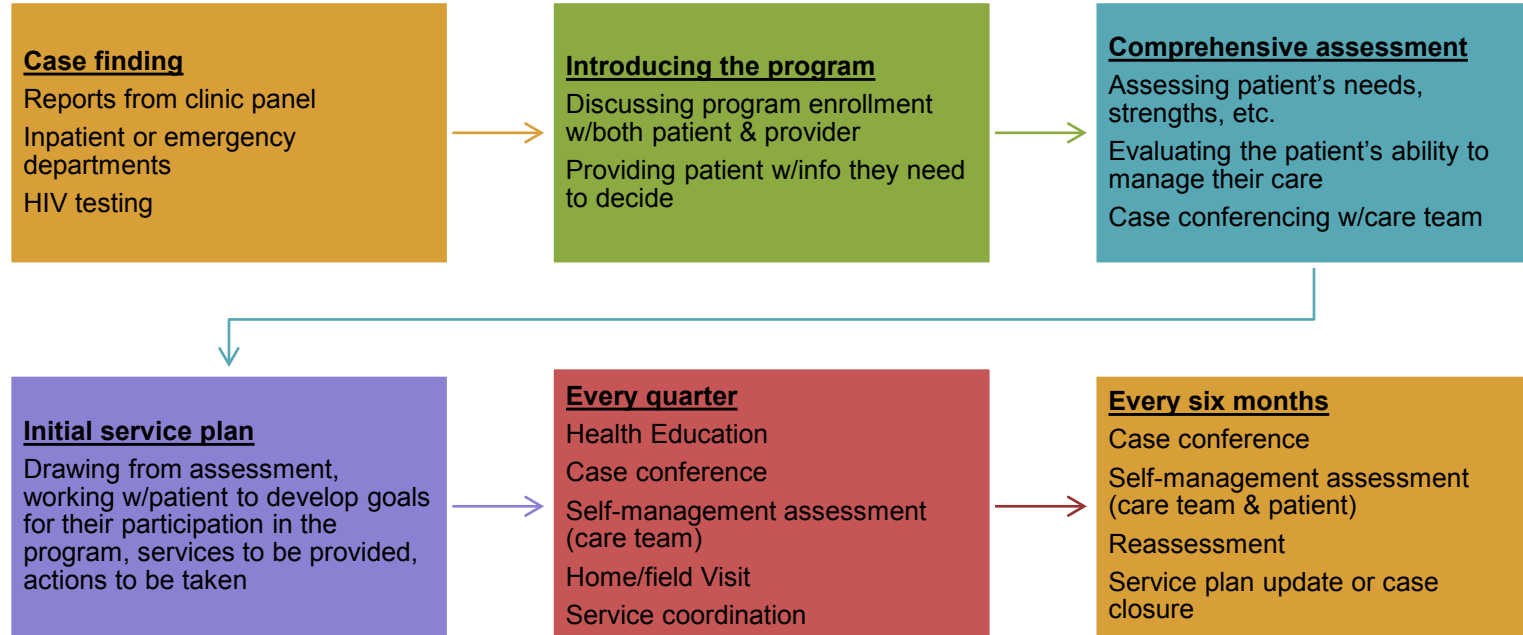 Case finding
Reports from clinic panel
Inpatient or emergency
departments
HIV testing
Introducing the program
Discussing program enrollment
w/both patient & provider
Providing patient w/info they need
to decide
Comprehensive assessment
Assessing patient’s needs,
strengths, etc.
Evaluating the patient’s ability to
manage their care
Case conferencing w/care team
Initial service plan
Drawing from assessment,
working w/patient to develop goals
for their participation in the
program, services to be provided,
actions to be taken
Every quarter
Health Education
Case conference
Self-management assessment
(care team)
Home/field Visit
Service coordination
Every six months
Case conference
Self-management assessment
(care team & patient)
Reassessment
Service plan update or case
closure